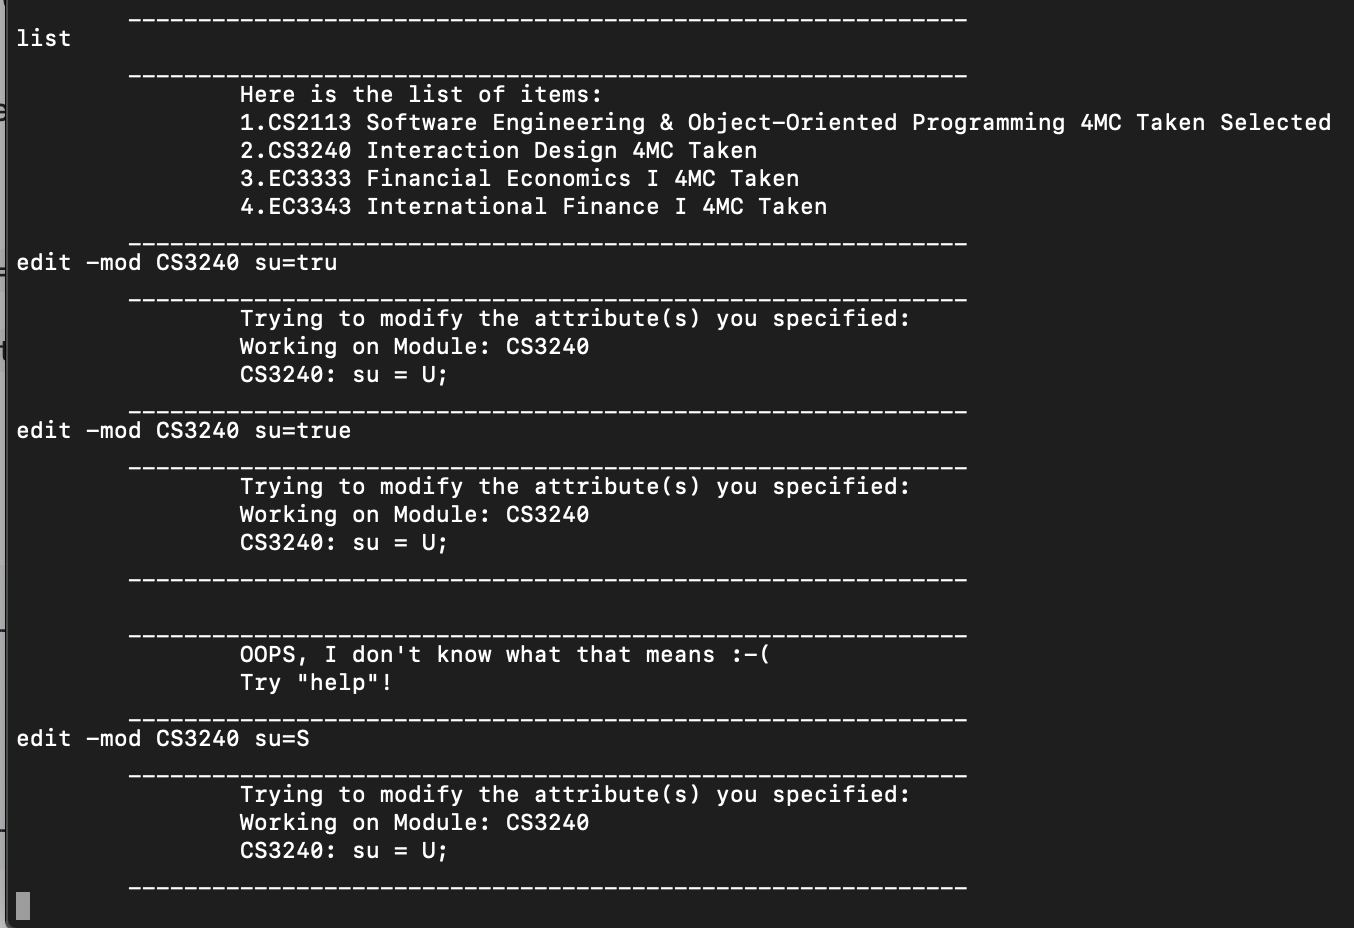 ____________________________________________________________
list
____________________________________________________________
Here is the list of items:
1.CS2113 Software Engineering & Object-Oriented Programming 4MC Taken Selected
2.CS3240 Interaction Design 4MC Taken
3.EC3333 Financial Economics I 4MC Taken
4.EC3343 International Finance I 4MC Taken
____________________________________________________________
edit -mod CS3240 su=tru
____________________________________________________________
Trying to modify the attribute(s) you specified:
Working on Module: CS3240
CS3240: su = U;
____________________________________________________________
edit -mod CS3240 su=true
____________________________________________________________
Trying to modify the attribute(s) you specified:
Working on Module: CS3240
CS3240: su = U;
____________________________________________________________
____________________________________________________________
OOPS, I don't know what that means :-(
Try "help"!
____________________________________________________________
edit -mod CS3240 su=S
____________________________________________________________
Trying to modify the attribute(s) you specified:
Working on Module: CS3240
CS3240: su = U;
____________________________________________________________